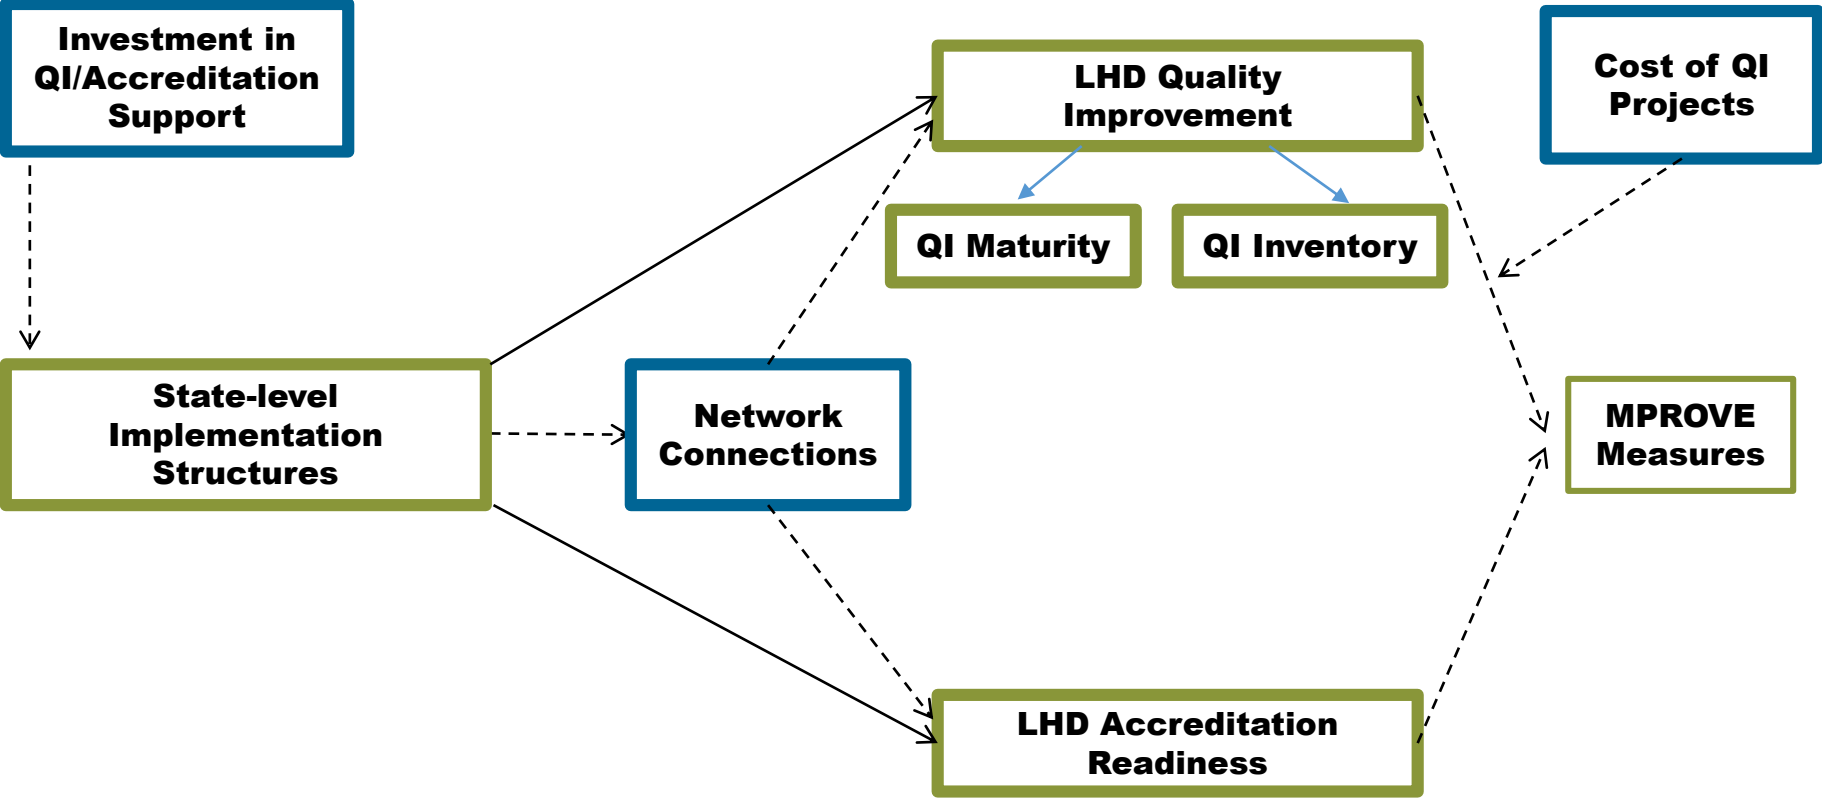 Investment in
QI/Accreditation
Support
LHD Quality
Improvement
Cost of QI
Projects
QI Maturity
QI Inventory
State-level
Implementation
Structures
Network
Connections
MPROVE
Measures
LHD Accreditation
Readiness